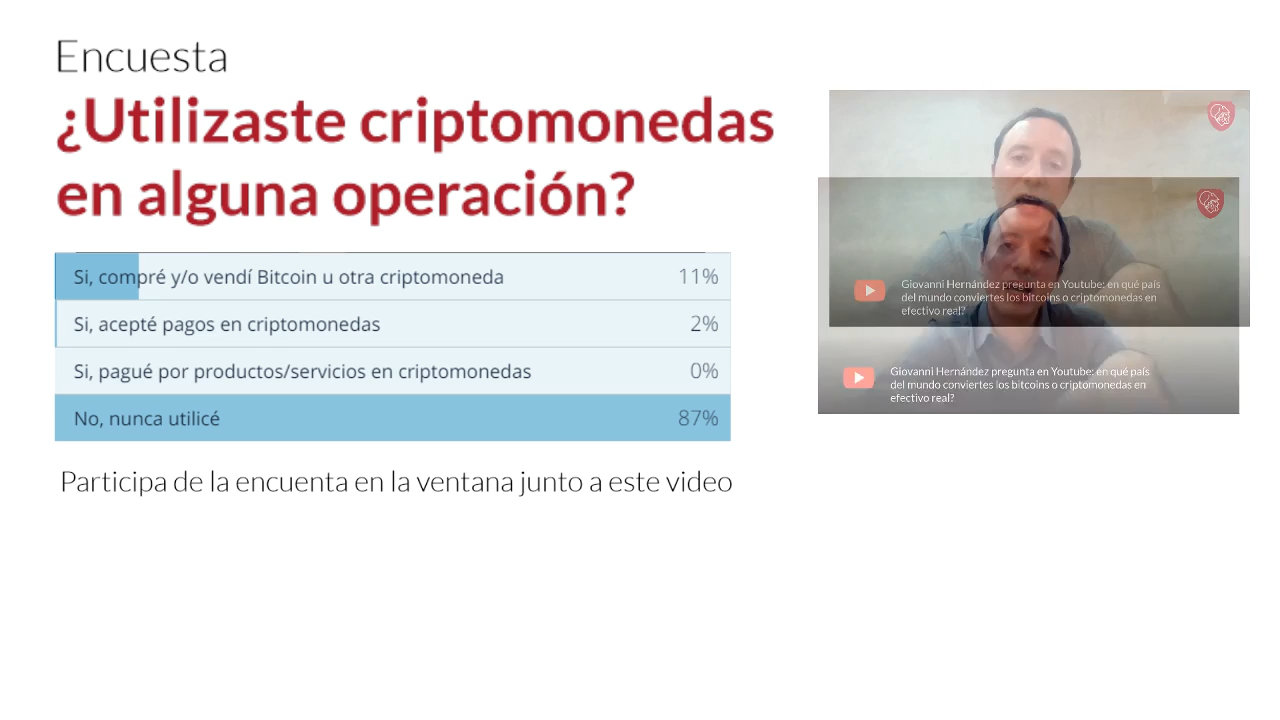 Encuesta
¿Utilizaste criptomonedas
en alguna operación?
Si, compré y/o vendí Bitcoin u otra criptomoneda 11%
Si, acepté pagos en criptomonedas 2%
Si, pagué por productos/servicios en criptomonedas 0%
No, nunca utilicé 87%
Participa de la encuenta en la ventana junto a este video
Giovanni Hernández pregunta en Youtube: en qué país
del mundo conviertes los bitcoins o criptomonedas en
efectivo real?
Giovanni Hernández pregunta en Youtube: en qué país
del mundo conviertes los bitcoins o criptomonedas en
efectivo real?